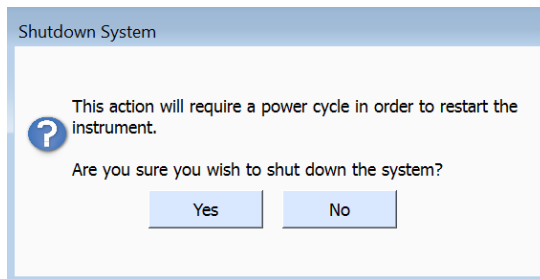 Shutdown System
This action will require a power cycle in order to restart the
instrument.
Are you sure you wish to shut down the system?
Yes No